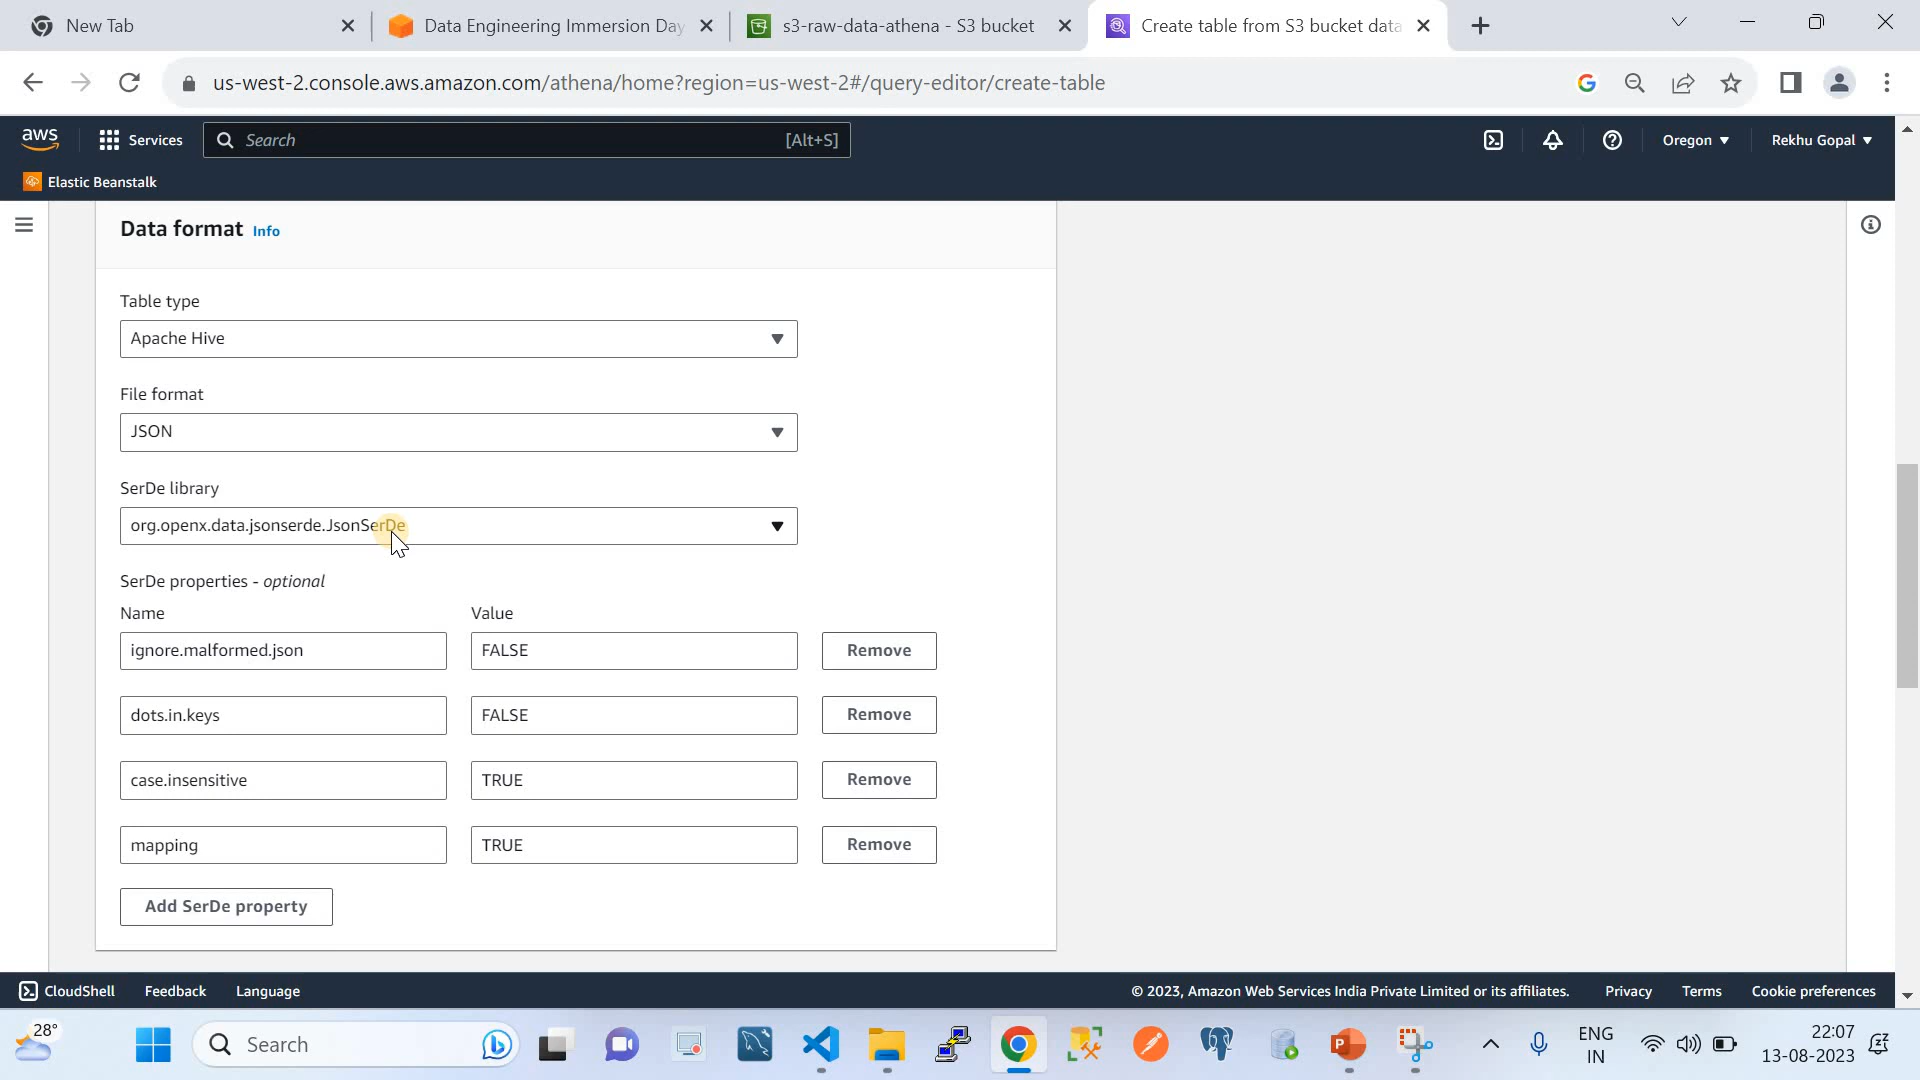 New Tab
Data Engineering Immersion Day
s3-raw-data-athena - S3 bucket
Create table from S3 bucket data
us-west-2.console.aws.amazon.com/athena/home?region=us-west-2#/query-editor/create-table
aws
Services
Search
[Alt+S]
Oregon
Rekhu Gopal
Elastic Beanstalk
Data format Info
Table type
Apache Hive
File format
JSON
SerDe library
org.openx.data.jsonserde.JsonSerDe
SerDe properties - optional
Name Value
ignore.malformed.json FALSE Remove
dots.in.keys FALSE Remove
case.insensitive TRUE Remove
mapping TRUE Remove
Add SerDe property
CloudShell Feedback Language © 2023, Amazon Web Services India Private Limited or its affiliates. Privacy Terms Cookie preferences
28°
Search
ENG
IN
22:07
13-08-2023